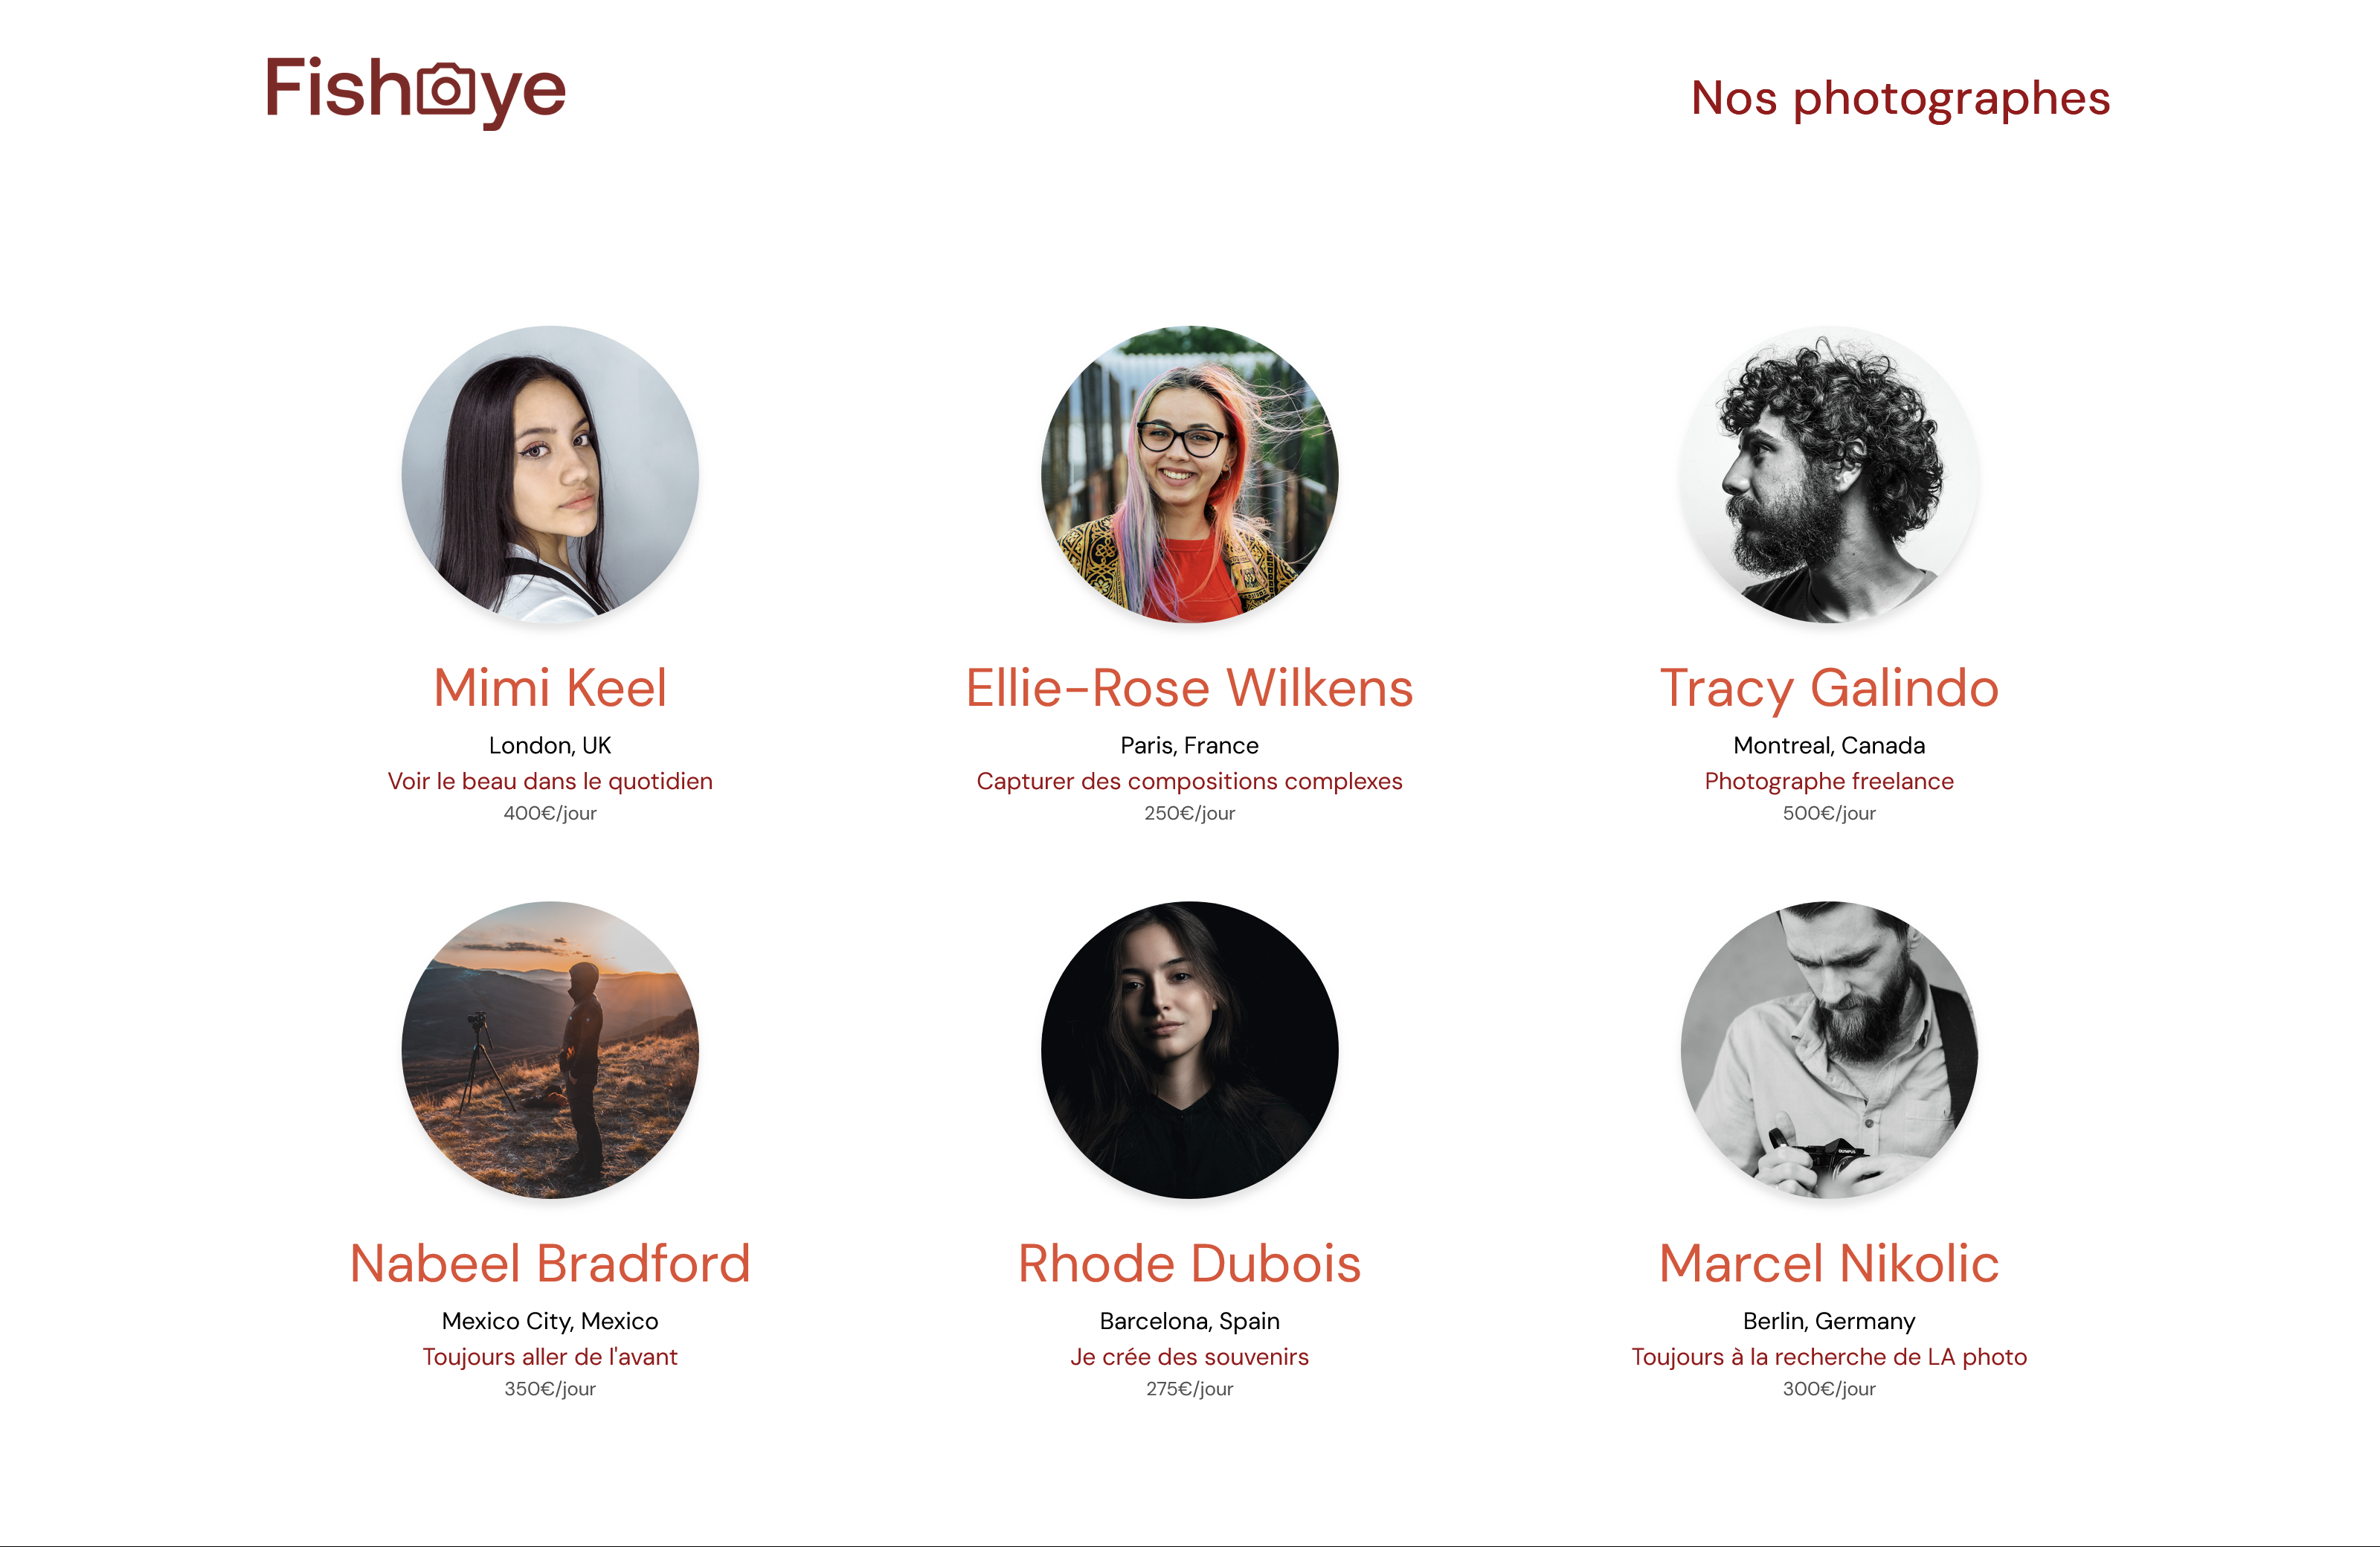 Fisheye
Nos photographes
Mimi Keel
London, UK
Voir le beau dans le quotidien
400€/jour
Ellie-Rose Wilkens
Paris, France
Capturer des compositions complexes
250€/jour
Tracy Galindo
Montreal, Canada
Photographe freelance
500€/jour
Nabeel Bradford
Mexico City, Mexico
Toujours aller de l'avant
350€/jour
Rhode Dubois
Barcelona, Spain
Je crée des souvenirs
275€/jour
OLYMPUS
Marcel Nikolic
Berlin, Germany
Toujours à la recherche de LA photo
300€/jour